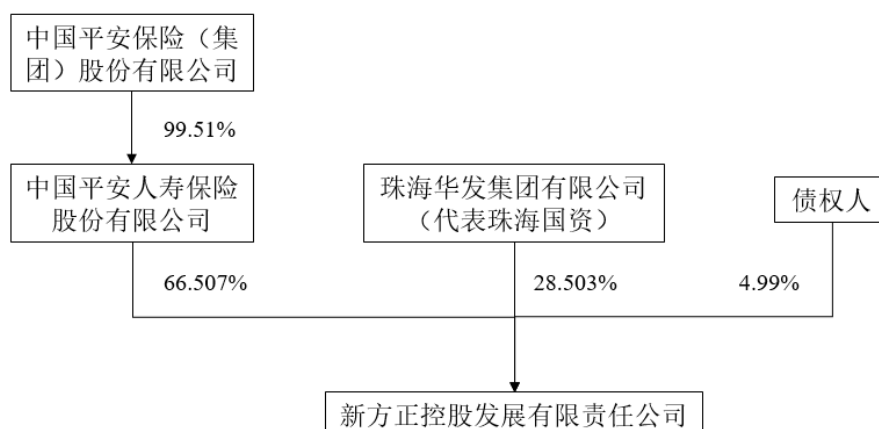 中国平安保险（集
团）股份有限公司
99.51%
中国平安人寿保险
股份有限公司
珠海华发集团有限公司
（代表珠海国资）
债权人
66.507%
28.503%
4.99%
新方正控股发展有限责任公司